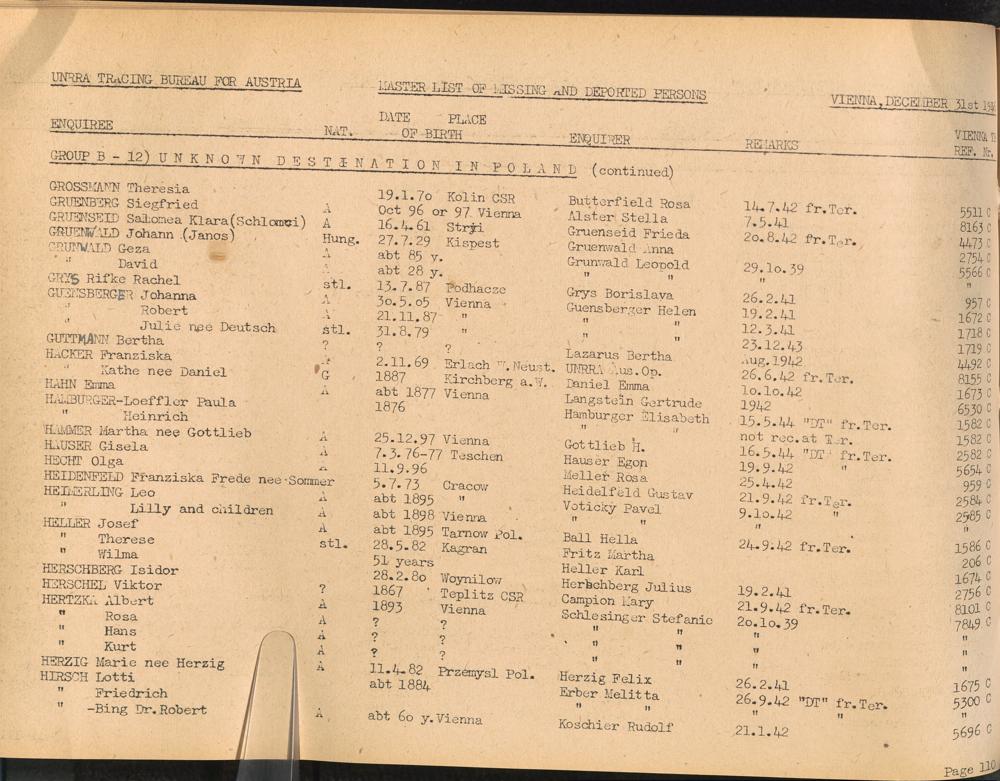 UNRRA TRACING BUREAU FOR AUSTRIA MASTER LIST OF MISSING AND DEPORTED PERSONS VIENNA, DECEMBER 31st
ENQUIREE NAT. DATE PLACE OF BIRTH ENQUIRER REMARKS VIENNA REF. Nr.
GROUP B - 12) UNKNOWN DESTINATION IN POLAND (continued)
GROSSMANN Theresia 19.1.70 Kolin CSR Butterfield Rosa 14.7.42 fr.Ter. 5511 C
GRUENBERG Siegfried A Oct 96 or 97 Vienna Alster Stella 7.5.41 8163 C
GRUENSEID Salomea Klara(Schlomei) A 16.4.61 Stryi Gruenseid Frieda 20.8.42 fr.Ter. 4473 C
GRUENWALD Johann (Janos) Hung. 27.7.29 Kispest Gruenwald Anna 2754 C
GRUNWALD Geza A abt 85 y. Grunwald Leopold 29.10.39 5566 C
" David A abt 28 y. " " " "
GRYS Rifke Rachel stl. 13.7.87 Podhacze Grys Borislava 26.2.41 957 C
GUENSBERGER Johanna A 30.5.05 Vienna Guensberger Helen 19.2.41 1672 C
" Robert A 21.11.87 " " " 12.3.41 1718 C
" Julie nee Deutsch stl. 31.8.79 " " " 23.12.43 1719 C
GUTTMANN Bertha ? ? ? Lazarus Bertha Aug.1942 4492 C
HACKER Franziska A 2.11.69 Erlach W.Neust. UNRRA Aus.Op. 26.6.42 fr.Ter. 8155 C
" Kathe nee Daniel G 1887 Kirchberg a.W. Daniel Emma 10.10.42 1673 C
HAHN Emma A abt 1877 Vienna Langstein Gertrude 1942 6530 C
HAMBURGER-Loeffler Paula 1876 Hamburger Elisabeth 15.5.44 "DT" fr.Ter. 1582 C
" Heinrich " " not rec.at Ter. 1582 C
HAMMER Martha nee Gottlieb A 25.12.97 Vienna Gottlieb H. 16.5.44 "DT" fr.Ter. 2582 C
HAUSER Gisela A 7.3.76-77 Teschen Hauser Egon 19.9.42 " 5654 C
HECHT Olga A 11.9.96 Meller Rosa 25.4.42 959 C
HEIDENFELD Franziska Frede nee Sommer 5.7.73 Cracow Heidelfeld Gustav 21.9.42 fr.Ter. 2584 C
HEIMERLING Leo A abt 1895 " Voticky Pavel 9.10.42 " 2585 C
" Lilly and children A abt 1898 Vienna " " " "
HELLER Josef A abt 1895 Tarnow Pol. Ball Hella 24.9.42 fr.Ter. 1586 C
" Therese stl. 28.5.82 Kagran Fritz Martha 206 C
" Wilma 51 years Heller Karl 1674 C
HERSCHBERG Isidor 28.2.80 Woynilow Herschberg Julius 19.2.41 2756 C
HERSCHEL Viktor ? 1867 Teplitz CSR Campion Mary 21.9.42 fr.Ter. 8101 C
HERTZKA Albert A 1893 Vienna Schlesinger Stefanie 20.10.39 7849 C
" Rosa A ? ? " " " "
" Hans A ? ? " " " "
" Kurt A ? ? " " " "
HERZIG Marie nee Herzig A 11.4.82 Przemysl Pol. Herzig Felix 26.2.41 1675 C
HIRSCH Lotti abt 1884 Erber Melitta 26.9.42 "DT" fr.Ter. 5300 C
" Friedrich " " " " "
" -Bing Dr.Robert A abt 60 y. Vienna Koschier Rudolf 21.1.42 5696 C
Page 110